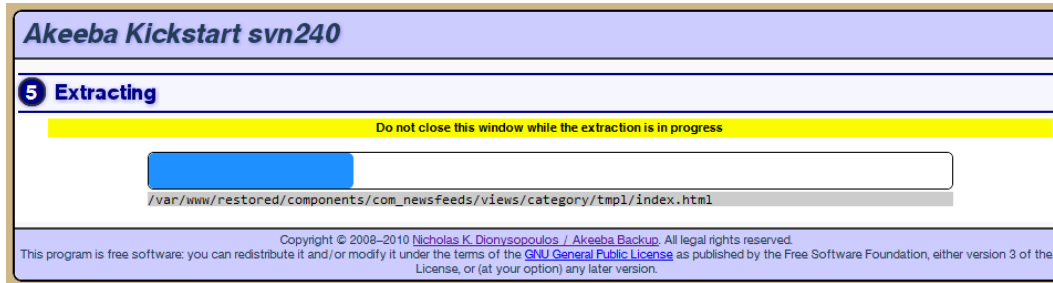 Akeeba Kickstart svn240
5 Extracting
Do not close this window while the extraction is in progress
/var/www/restored/components/com_newsfeeds/views/category/tmpl/index.html
Copyright © 2008–2010 Nicholas K. Dionysopoulos / Akeeba Backup. All legal rights reserved.
This program is free software: you can redistribute it and/or modify it under the terms of the GNU General Public License as published by the Free Software Foundation, either version 3 of the
License, or (at your option) any later version.